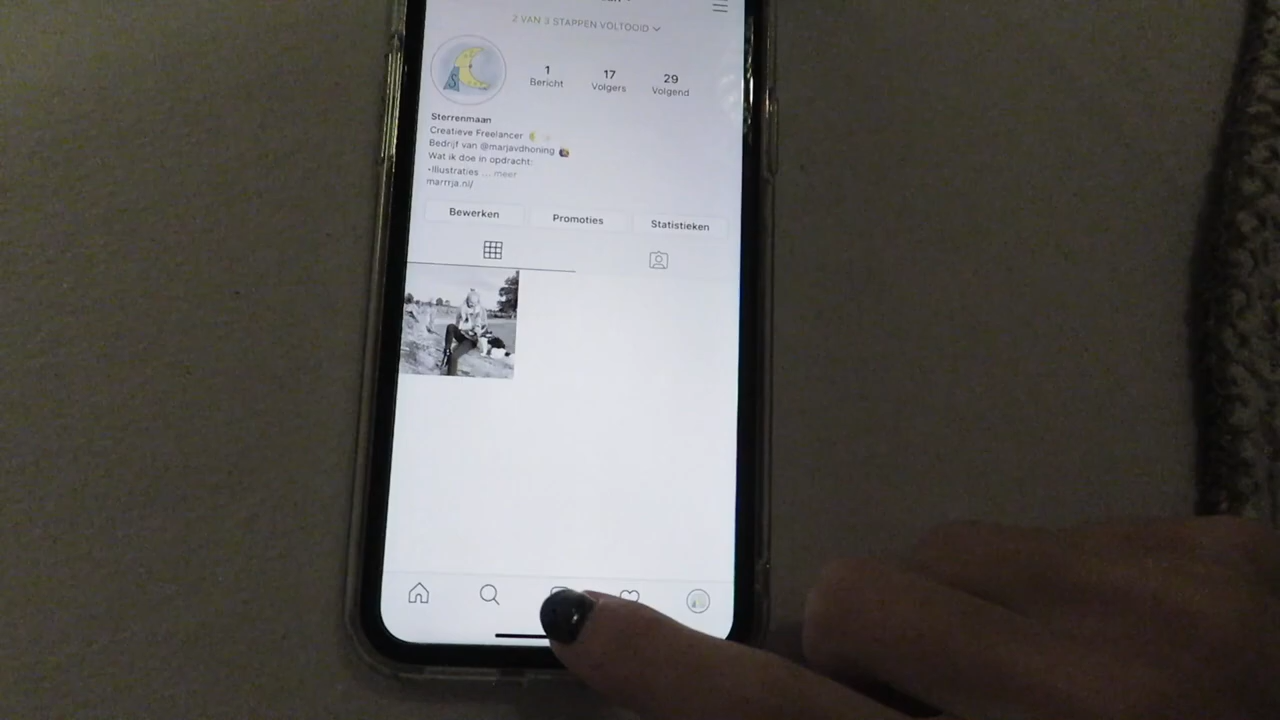 2 VAN 3 STAPPEN VOLTOOID
1
Bericht
17
Volgers
29
Volgend
Sterrenmaan
Creatieve Freelancer
Bedrijf van @marjavdhoning
Wat ik doe in opdracht:
-Illustraties ... meer
marrrja.nl/
Bewerken
Promoties
Statistieken